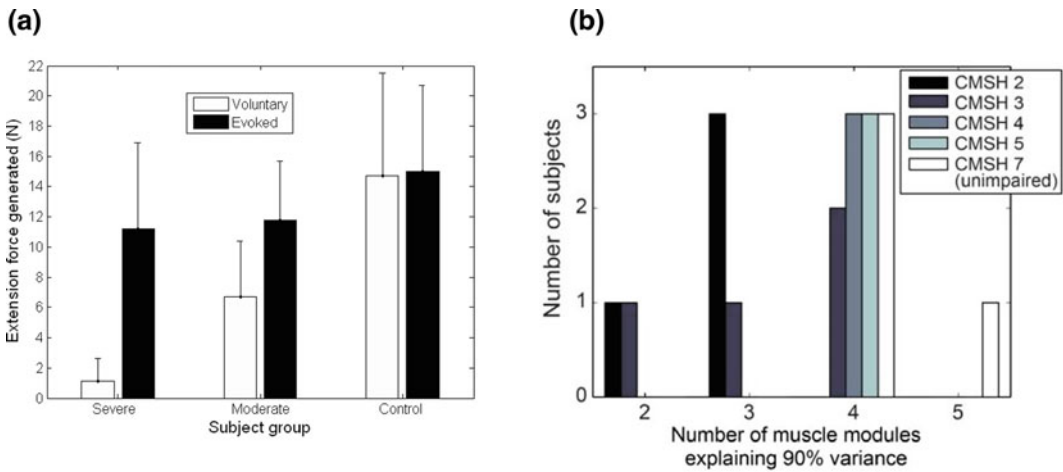 (a)
22
20
18
16
14
12
10
8
6
4
2
0
Extension force generated (N)
Voluntary
Evoked
Severe Moderate Control
Subject group
(b)
3
2
1
0
Number of subjects
CMSH 2
CMSH 3
CMSH 4
CMSH 5
CMSH 7
(unimpaired)
2 3 4 5
Number of muscle modules
explaining 90% variance